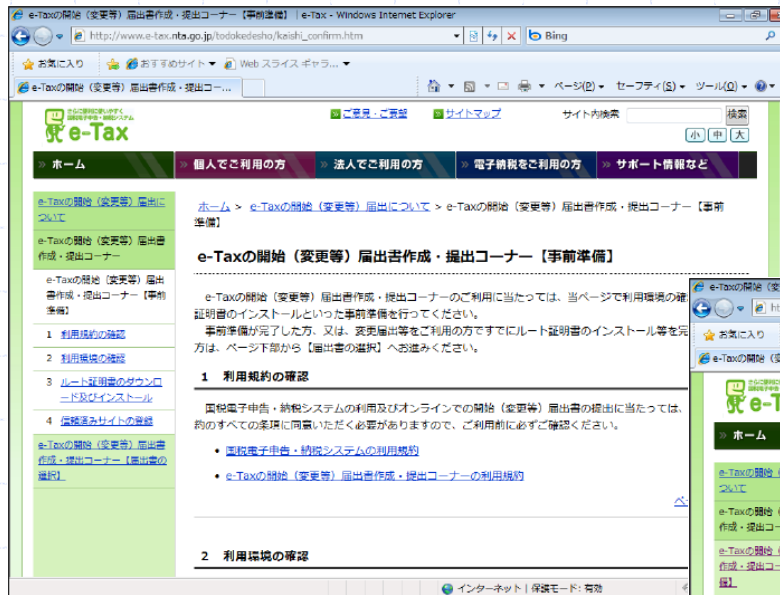 e-Taxの開始（変更等）届出書作成・提出コーナー【事前準備】 | e-Tax - Windows Internet Explorer
http://www.e-tax.nta.go.jp/todokedesho/kaishi_confirm.htm
Bing
お気に入り
おすすめサイト
Web スライス ギャラ...
e-Taxの開始（変更等）届出書作成・提出コー...
ページ(P)
セーフティ(S)
ツール(O)
e-Tax
ご意見・ご要望
サイトマップ
サイト内検索
検索
小
中
大
» ホーム
» 個人でご利用の方
» 法人でご利用の方
» 電子納税をご利用の方
» サポート情報など
e-Taxの開始（変更等）届出に
ついて
e-Taxの開始（変更等）届出書
作成・提出コーナー
e-Taxの開始（変更等）届出
書作成・提出コーナー【事前
準備】
1 利用規約の確認
2 利用環境の確認
3 ルート証明書のダウンロ
ード及びインストール
4 信頼済みサイトの登録
e-Taxの開始（変更等）届出書
作成・提出コーナー【届出書の
選択】
ホーム > e-Taxの開始（変更等）届出について > e-Taxの開始（変更等）届出書作成・提出コーナー【事前
準備】
e-Taxの開始（変更等）届出書作成・提出コーナー【事前準備】
e-Taxの開始（変更等）届出書作成・提出コーナーのご利用に当たっては、当ページで利用環境の確
証明書のインストールといった事前準備を行ってください。
事前準備が完了した方、又は、変更届出等をご利用の方ですでにルート証明書のインストール等を完
方は、ページ下部から【届出書の選択】へお進みください。
1 利用規約の確認
国税電子申告・納税システムの利用及びオンラインでの開始（変更等）届出書の提出に当たっては、
約のすべての条項に同意いただく必要がありますので、ご利用前に必ずご確認ください。
• 国税電子申告・納税システムの利用規約
• e-Taxの開始（変更等）届出書作成・提出コーナーの利用規約
ペ
2 利用環境の確認
インターネット | 保護モード: 有効
e-Taxの開始（変
ht
お気に入り
e-Taxの開始（変
e-T
» ホーム
e-Taxの開始（
ついて
e-Taxの開始（
作成・提出コー
e-Taxの開始（
作成・提出コー
備】